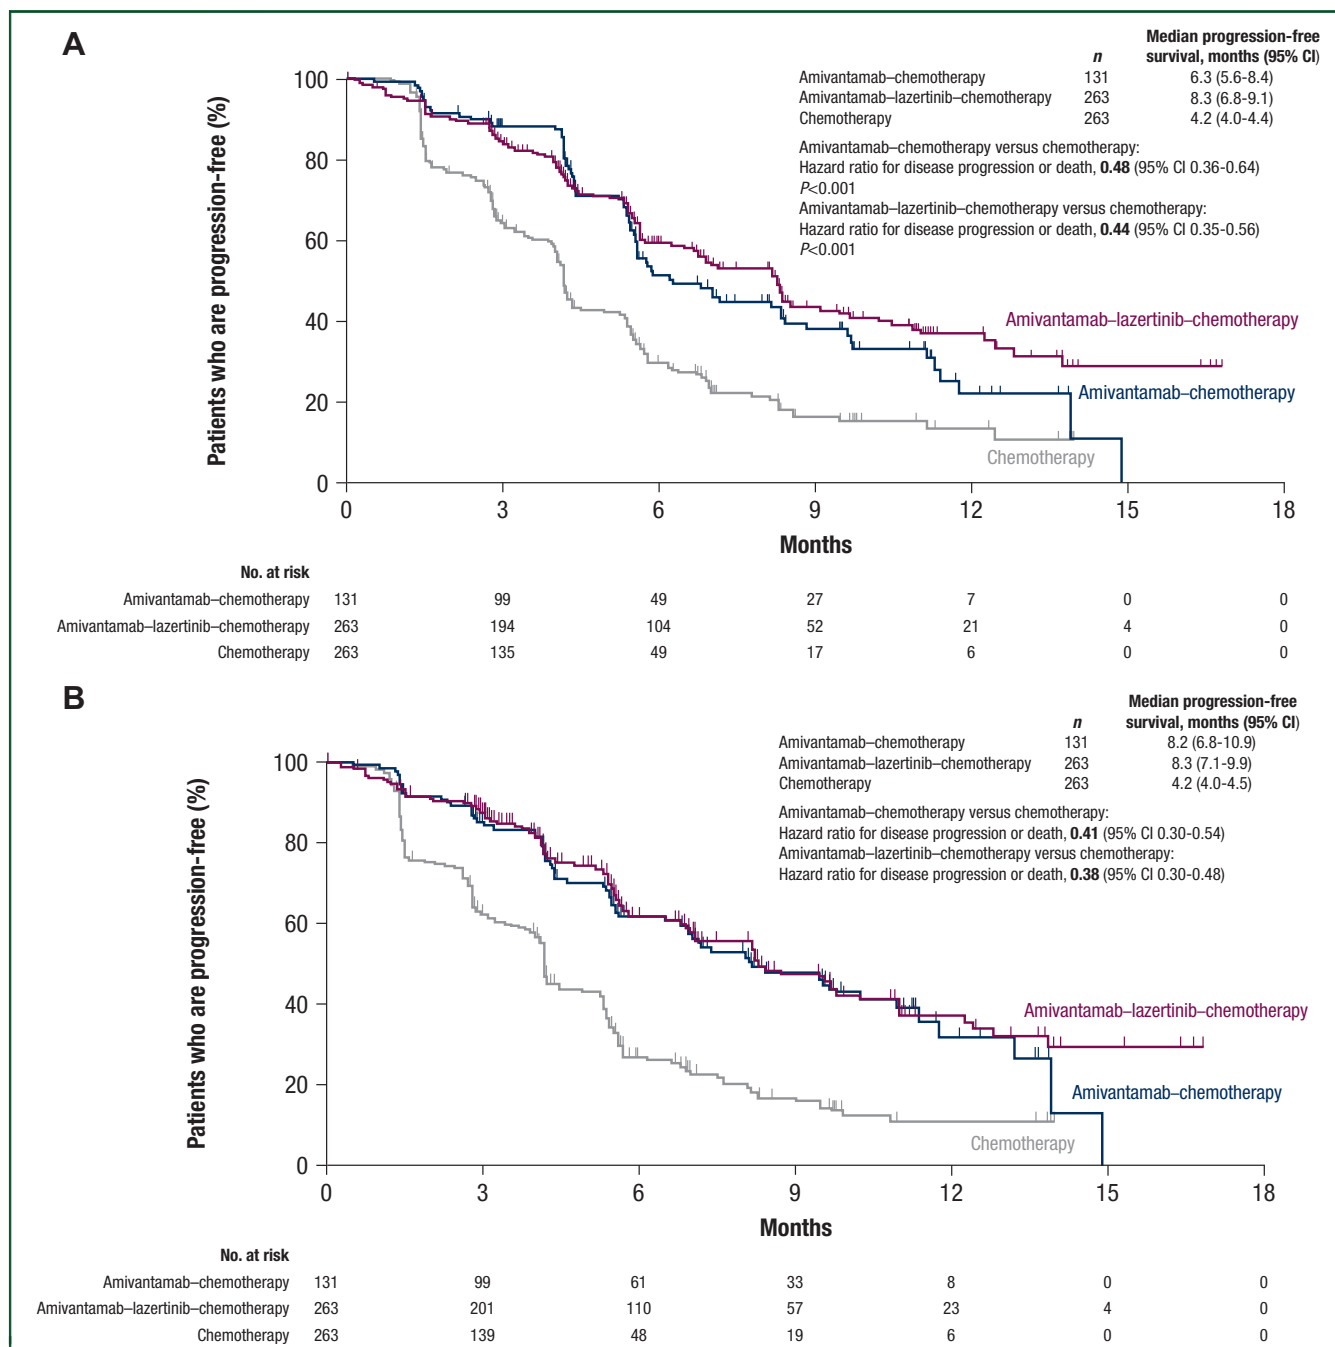 A
Median progression-free
n survival, months (95% CI)
Amivantamab–chemotherapy 131 6.3 (5.6-8.4)
Amivantamab–lazertinib–chemotherapy 263 8.3 (6.8-9.1)
Chemotherapy 263 4.2 (4.0-4.4)
Amivantamab–chemotherapy versus chemotherapy:
Hazard ratio for disease progression or death, 0.48 (95% CI 0.36-0.64)
P<0.001
Amivantamab–lazertinib–chemotherapy versus chemotherapy:
Hazard ratio for disease progression or death, 0.44 (95% CI 0.35-0.56)
P<0.001
Patients who are progression-free (%)
100
80
60
40
20
0
Amivantamab–lazertinib–chemotherapy
Amivantamab–chemotherapy
Chemotherapy
0 3 6 9 12 15 18
Months
No. at risk
Amivantamab–chemotherapy 131 99 49 27 7 0 0
Amivantamab–lazertinib–chemotherapy 263 194 104 52 21 4 0
Chemotherapy 263 135 49 17 6 0 0
B
Median progression-free
n survival, months (95% CI)
Amivantamab–chemotherapy 131 8.2 (6.8-10.9)
Amivantamab–lazertinib–chemotherapy 263 8.3 (7.1-9.9)
Chemotherapy 263 4.2 (4.0-4.5)
Amivantamab–chemotherapy versus chemotherapy:
Hazard ratio for disease progression or death, 0.41 (95% CI 0.30-0.54)
Amivantamab–lazertinib–chemotherapy versus chemotherapy:
Hazard ratio for disease progression or death, 0.38 (95% CI 0.30-0.48)
Patients who are progression-free (%)
100
80
60
40
20
0
Amivantamab–lazertinib–chemotherapy
Amivantamab–chemotherapy
Chemotherapy
0 3 6 9 12 15 18
Months
No. at risk
Amivantamab–chemotherapy 131 99 61 33 8 0 0
Amivantamab–lazertinib–chemotherapy 263 201 110 57 23 4 0
Chemotherapy 263 139 48 19 6 0 0